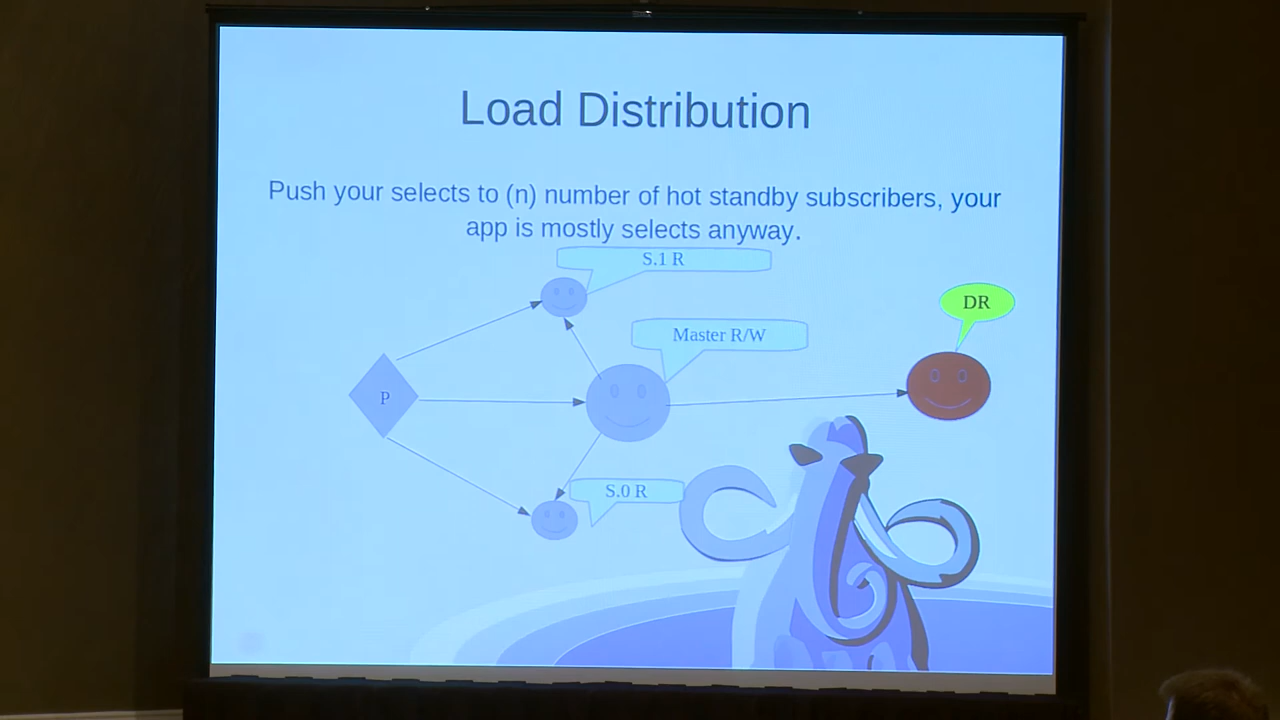 Load Distribution
Push your selects to (n) number of hot standby subscribers, your
app is mostly selects anyway.
S.1 R
DR
Master R/W
P
S.0 R